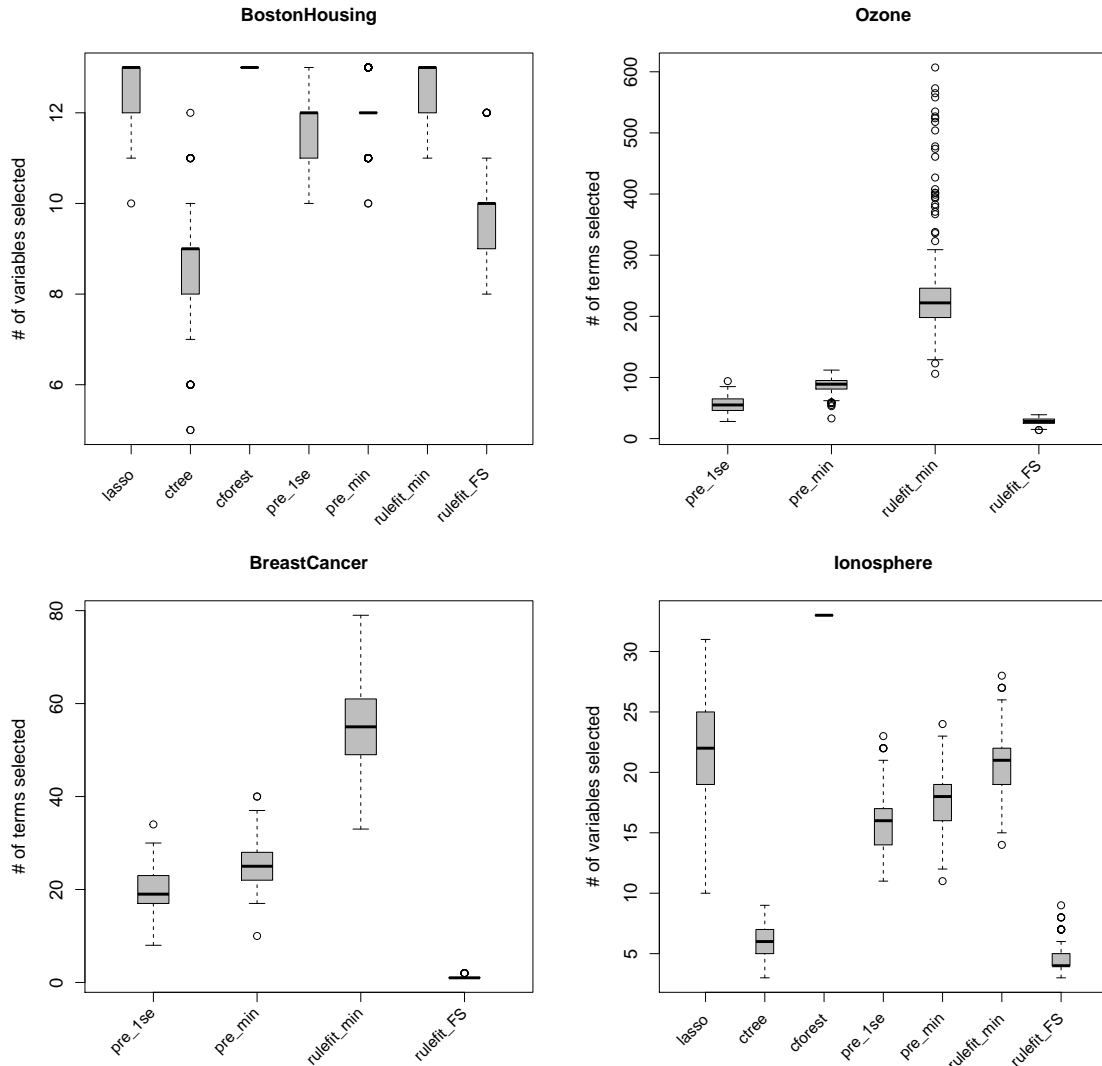 BostonHousing
# of variables selected
12
10
8
6
lasso
ctree
cforest
pre_1se
pre_min
rulefit_min
rulefit_FS
Ozone
# of terms selected
600
500
400
300
200
100
0
pre_1se
pre_min
rulefit_min
rulefit_FS
BreastCancer
# of terms selected
80
60
40
20
0
pre_1se
pre_min
rulefit_min
rulefit_FS
Ionosphere
# of variables selected
30
25
20
15
10
5
lasso
ctree
cforest
pre_1se
pre_min
rulefit_min
rulefit_FS